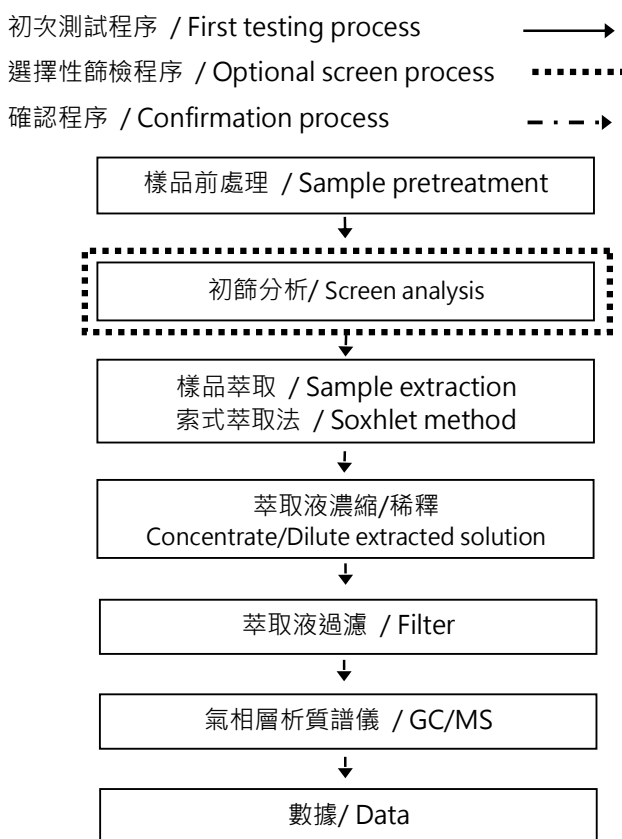 初次測試程序 / First testing process
選擇性篩檢程序 / Optional screen process
確認程序 / Confirmation process
樣品前處理 / Sample pretreatment
初篩分析/ Screen analysis
樣品萃取 / Sample extraction
索式萃取法 / Soxhlet method
萃取液濃縮/稀釋
Concentrate/Dilute extracted solution
萃取液過濾 / Filter
氣相層析質譜儀 / GC/MS
數據/ Data